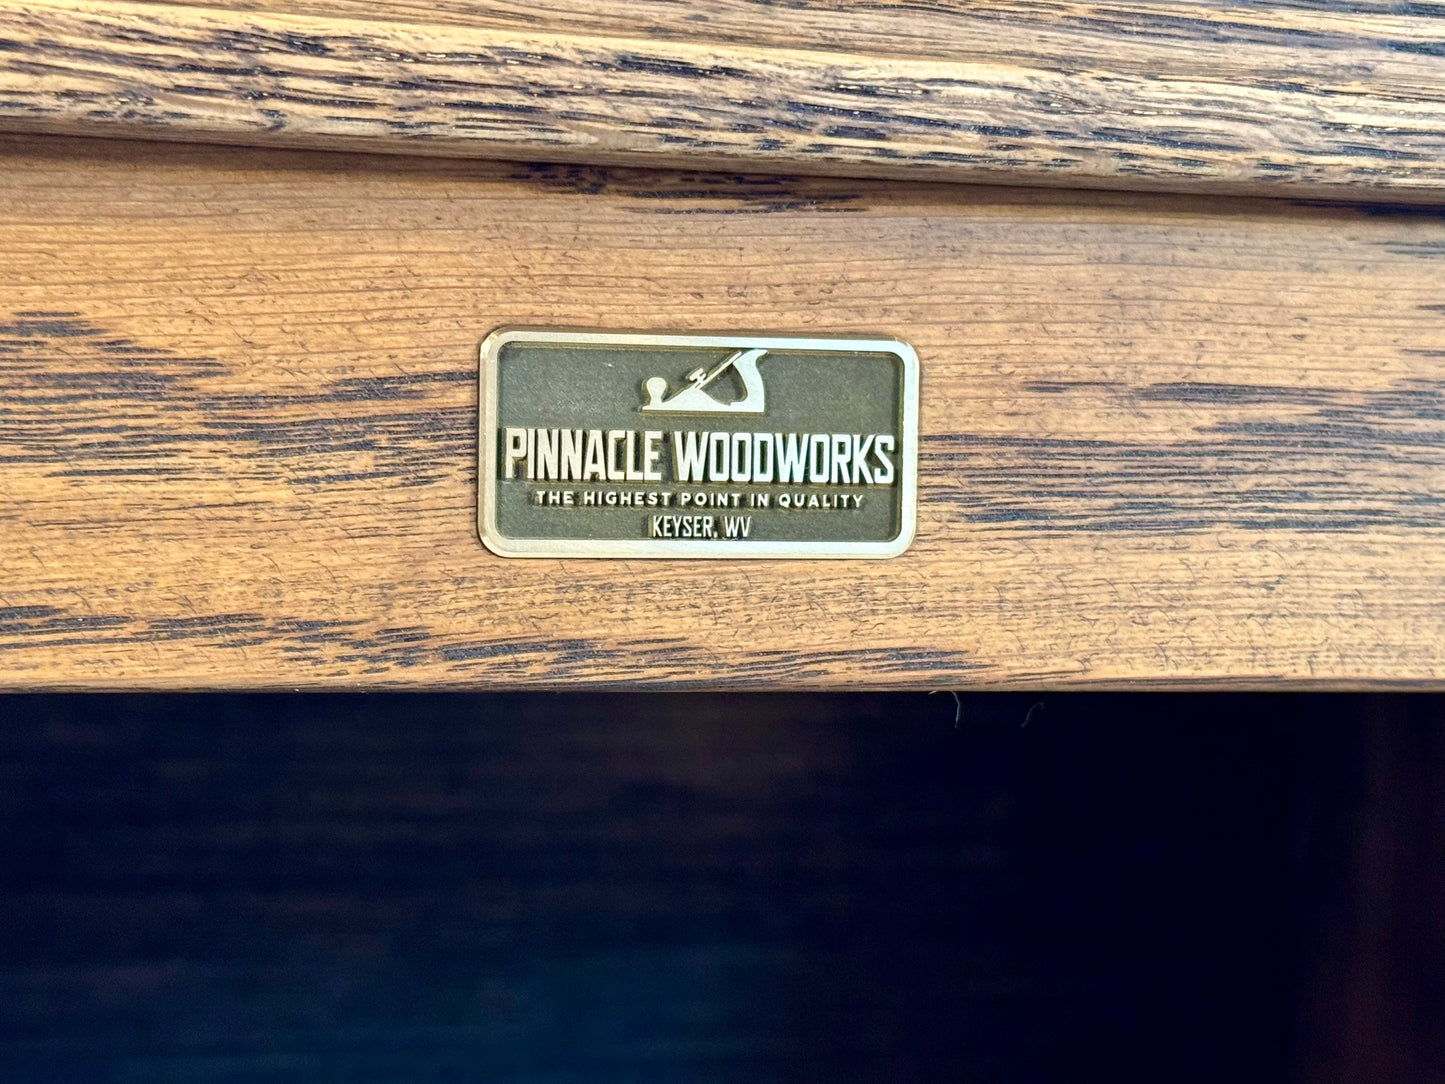 PINNACLE WOODWORKS
THE HIGHEST POINT IN QUALITY
KEYSER, WV